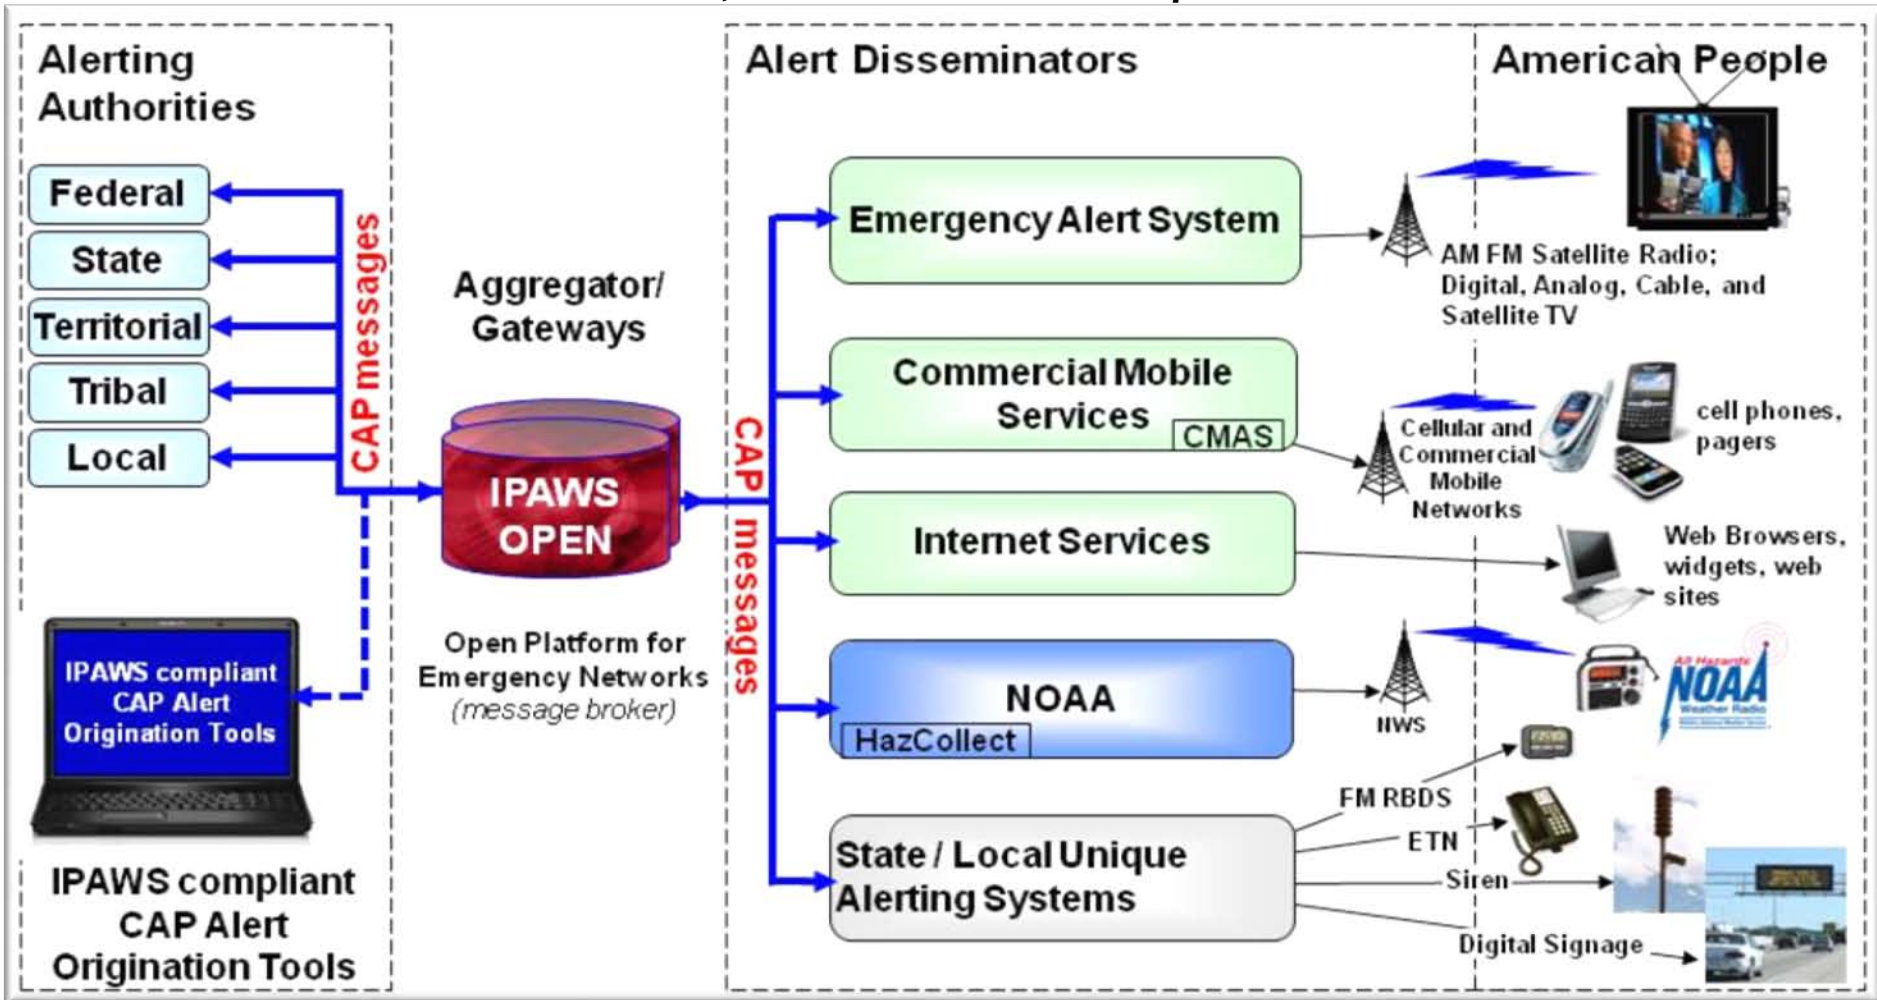 Alerting
Authorities
Federal
State
Territorial
Tribal
Local
CAP messages
IPAWS compliant
CAP Alert
Origination Tools
IPAWS compliant
CAP Alert
Origination Tools
Aggregator/
Gateways
IPAWS
OPEN
Open Platform for
Emergency Networks
(message broker)
CAP messages
Alert Disseminators
Emergency Alert System
Commercial Mobile
Services
CMAS
Internet Services
NOAA
HazCollect
State / Local Unique
Alerting Systems
American People
AM FM Satellite Radio;
Digital, Analog, Cable, and
Satellite TV
Cellular and
Commercial
Mobile
Networks
cell phones,
pagers
Web Browsers,
widgets, web
sites
NWS
All Hazards
NOAA
Weather Radio
FM RBDS
ETN
Siren
Digital Signage